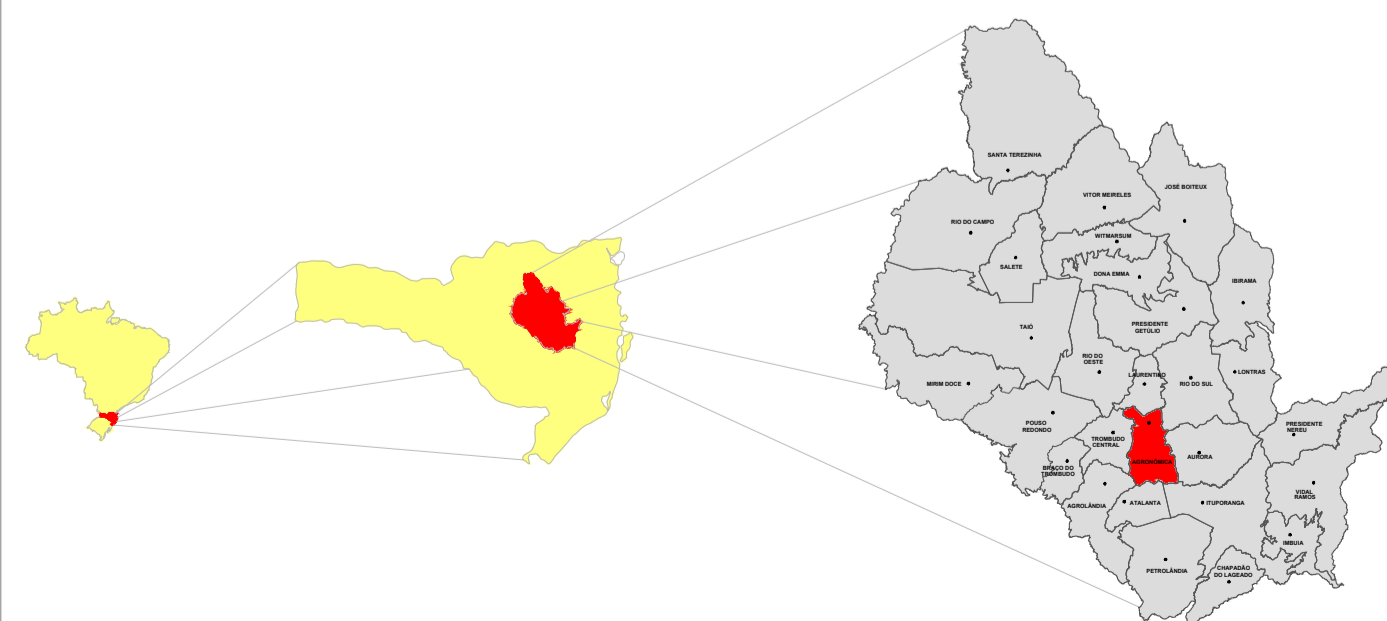 SANTA TEREZINHA
JOSÉ BOITEUX
VITOR MEIRELES
RIO DO CAMPO
WITMARSUM
SALETE
DONA EMMA
IBIRAMA
TAIÓ
PRESIDENTE
GETÚLIO
RIO DO
OESTE
LAURENTINO
LONTRAS
MIRIM DOCE
RIO DO SUL
POUSO
REDONDO
PRESIDENTE
NEREU
TROMBUDO
CENTRAL
AURORA
AGRONÔMICA
BRAÇO DO
TROMBUDO
VIDAL
RAMOS
AGROLÂNDIA
ATALANTA
ITUPORANGA
IMBUIA
PETROLÂNDIA
CHAPADÃO
DO LAGEADO